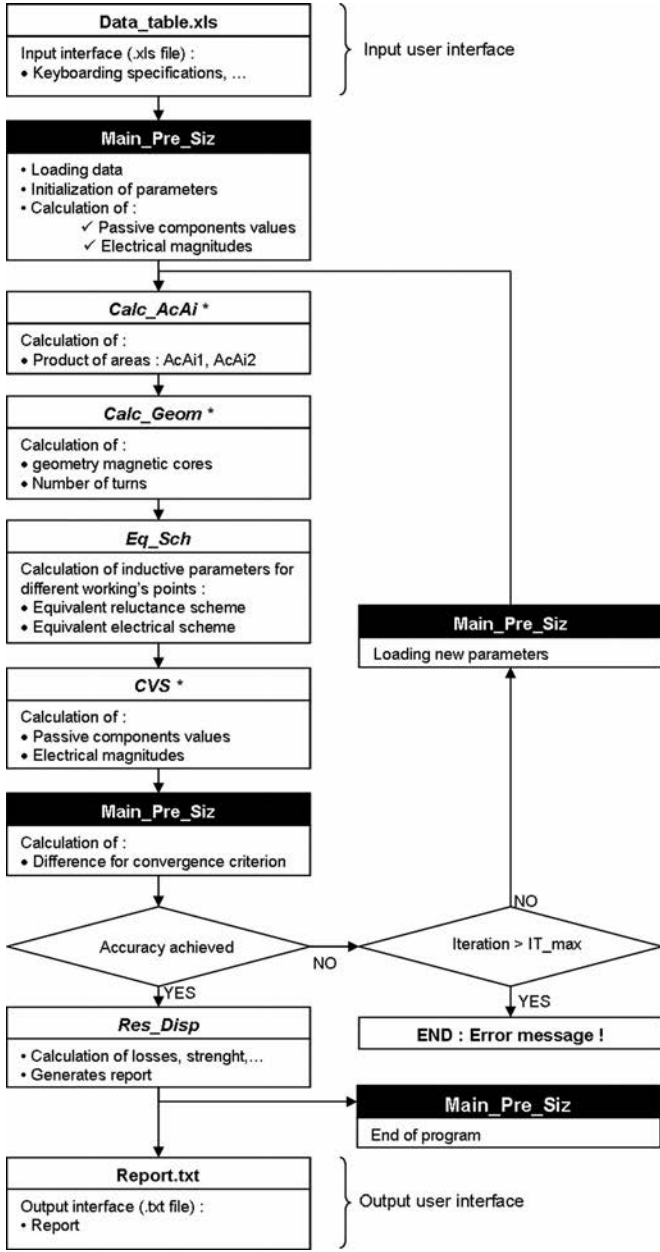 Data_table.xls
Input interface (.xls file) :
• Keyboarding specifications, ...
Input user interface
Main_Pre_Siz
• Loading data
• Initialization of parameters
• Calculation of :
✓ Passive components values
✓ Electrical magnitudes
Calc_AcAi *
Calculation of :
• Product of areas : AcAi1, AcAi2
Calc_Geom *
Calculation of :
• geometry magnetic cores
• Number of turns
Eq_Sch
Calculation of inductive parameters for
different working's points :
• Equivalent reluctance scheme
• Equivalent electrical scheme
Main_Pre_Siz
Loading new parameters
CVS *
Calculation of :
• Passive components values
• Electrical magnitudes
Main_Pre_Siz
Calculation of :
• Difference for convergence criterion
Accuracy achieved
NO
Iteration > IT_max
NO
YES
YES
END : Error message !
Res_Disp
• Calculation of losses, strenght,...
• Generates report
Main_Pre_Siz
End of program
Report.txt
Output interface (.txt file) :
• Report
Output user interface